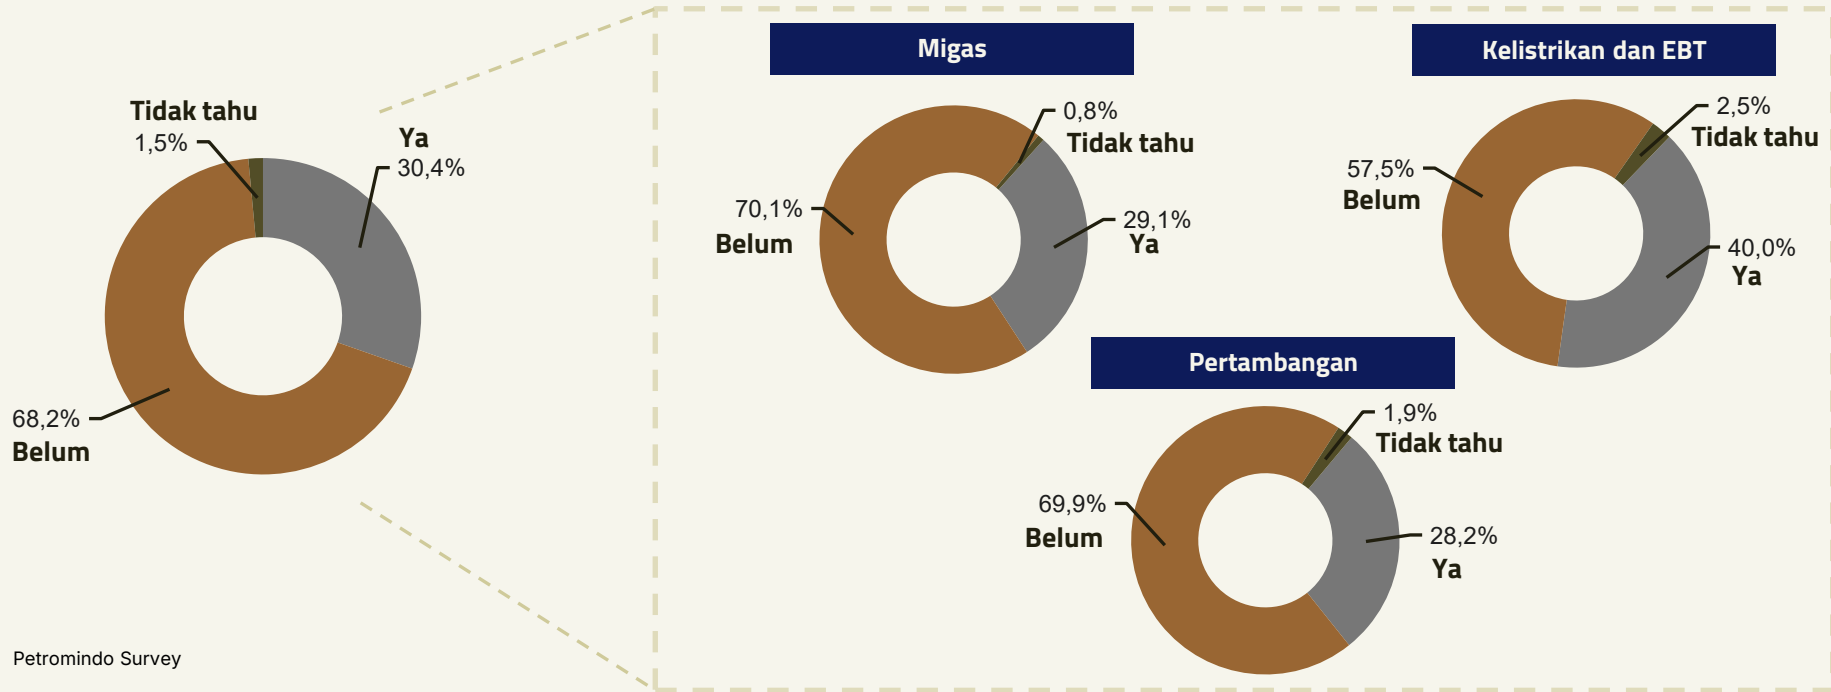 Tidak tahu
1,5%
Ya
30,4%
68,2%
Belum
Migas
0,8%
Tidak tahu
70,1%
Belum
29,1%
Ya
Kelistrikan dan EBT
2,5%
Tidak tahu
57,5%
Belum
40,0%
Ya
Pertambangan
1,9%
Tidak tahu
69,9%
Belum
28,2%
Ya
Petromindo Survey